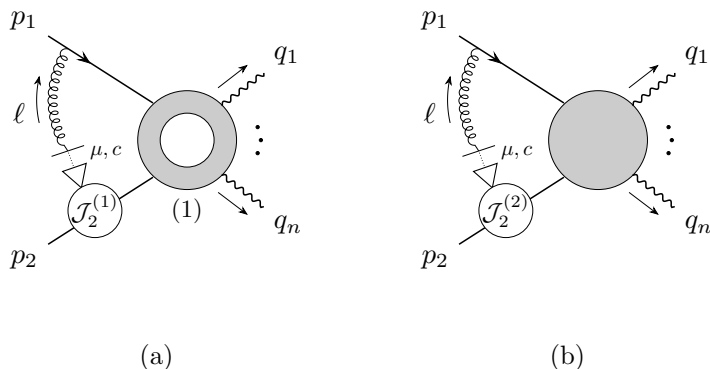 p₁
q₁
ℓ
μ, c
𝒥₂⁽¹⁾
(1)
p₂
qₙ
(a)
p₁
q₁
ℓ
μ, c
𝒥₂⁽²⁾
p₂
qₙ
(b)